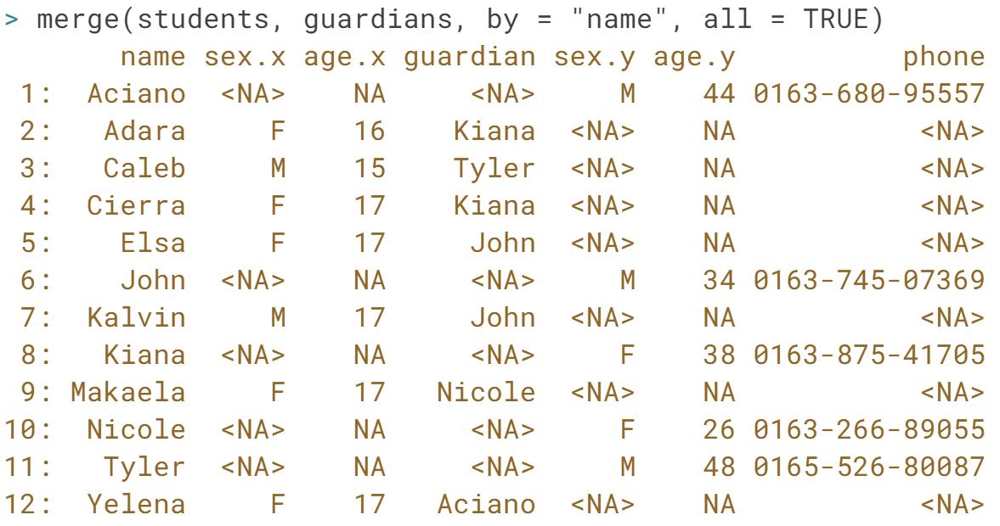 > merge(students, guardians, by = "name", all = TRUE)
       name sex.x age.x guardian sex.y age.y          phone
 1:  Aciano  <NA>    NA     <NA>     M    44 0163-680-95557
 2:   Adara     F    16    Kiana  <NA>    NA           <NA>
 3:   Caleb     M    15    Tyler  <NA>    NA           <NA>
 4:  Cierra     F    17    Kiana  <NA>    NA           <NA>
 5:    Elsa     F    17     John  <NA>    NA           <NA>
 6:    John  <NA>    NA     <NA>     M    34 0163-745-07369
 7:  Kalvin     M    17     John  <NA>    NA           <NA>
 8:   Kiana  <NA>    NA     <NA>     F    38 0163-875-41705
 9: Makaela     F    17   Nicole  <NA>    NA           <NA>
10:  Nicole  <NA>    NA     <NA>     F    26 0163-266-89055
11:   Tyler  <NA>    NA     <NA>     M    48 0165-526-80087
12:  Yelena     F    17   Aciano  <NA>    NA           <NA>